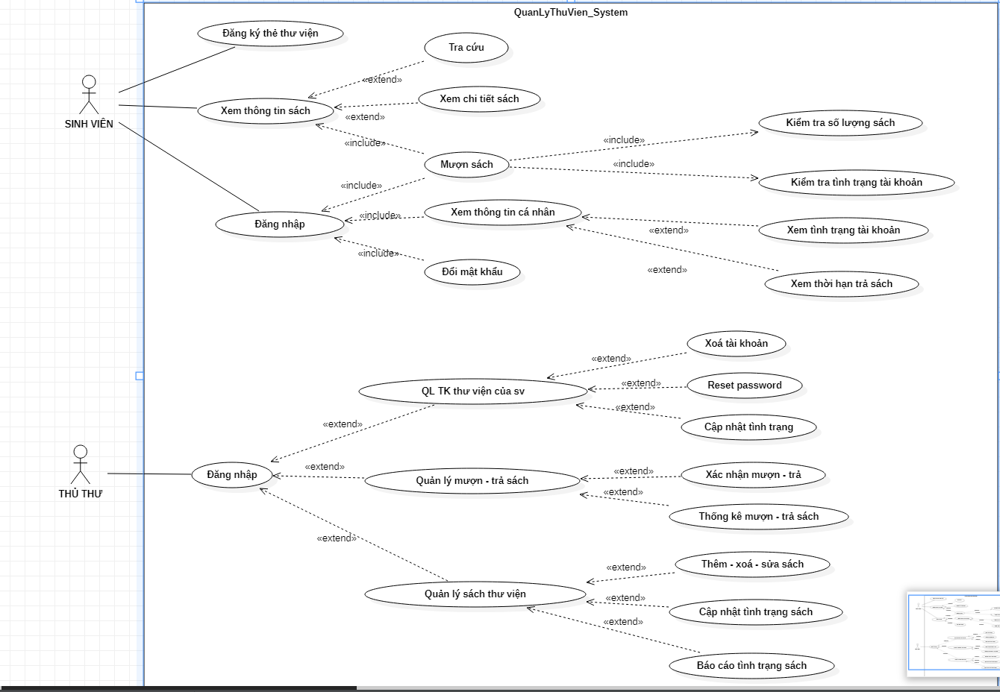 QuanLyThuVien_System
Đăng ký thẻ thư viện
Tra cứu
«extend»
Xem chi tiết sách
Xem thông tin sách
«extend»
SINH VIÊN
Kiểm tra số lượng sách
«include»
«include»
Mượn sách
«include»
Kiểm tra tình trạng tài khoản
«include»
Xem thông tin cá nhân
«include»
Đăng nhập
Xem tình trạng tài khoản
«extend»
«include»
Đổi mật khẩu
«extend»
Xem thời hạn trả sách
Xoá tài khoản
«extend»
Reset password
«extend»
QL TK thư viện của sv
«extend»
«extend»
Cập nhật tình trạng
«extend»
Đăng nhập
Quản lý mượn - trả sách
«extend»
Xác nhận mượn - trả
«extend»
THỦ THƯ
Thống kê mượn - trả sách
«extend»
Thêm - xoá - sửa sách
«extend»
Quản lý sách thư viện
«extend»
Cập nhật tình trạng sách
«extend»
Báo cáo tình trạng sách